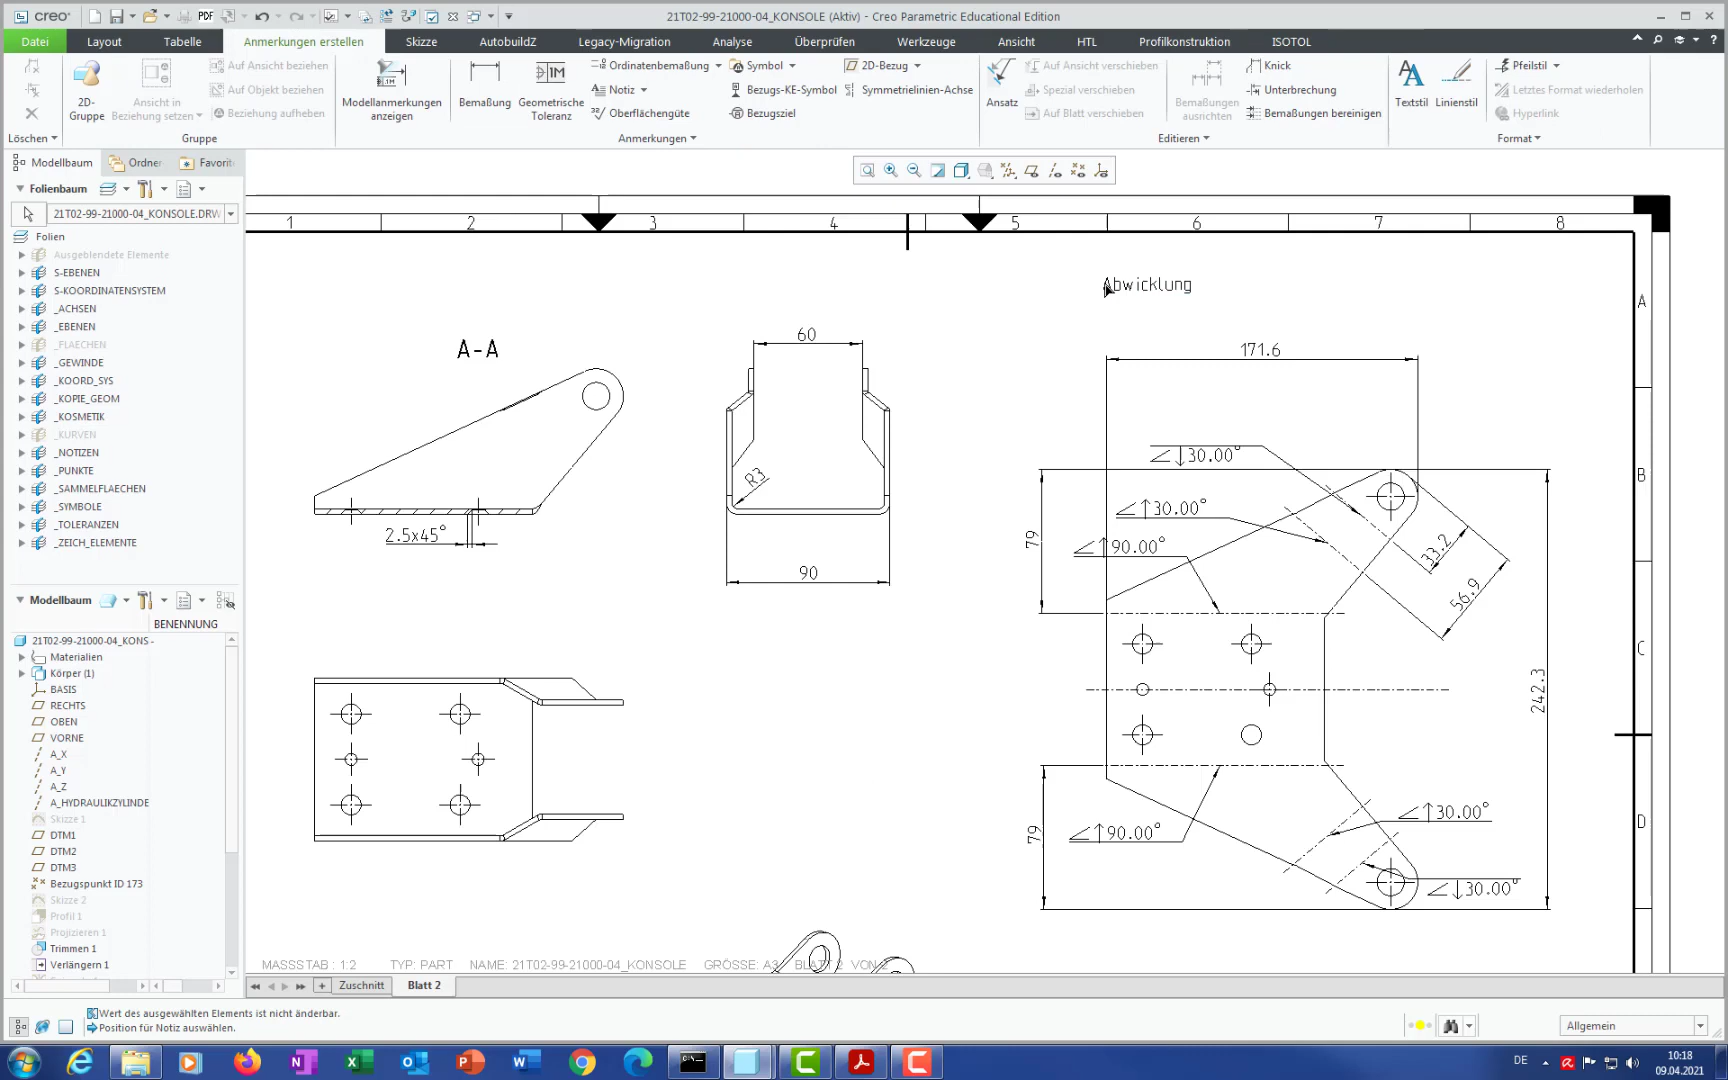 creo
PDF
21T02-99-21000-04_KONSOLE (Aktiv) - Creo Parametric Educational Edition
Datei
Layout
Tabelle
Anmerkungen erstellen
Skizze
AutobuildZ
Legacy-Migration
Analyse
Überprüfen
Werkzeuge
Ansicht
HTL
Profilkonstruktion
ISOTOL
Löschen
2D-
Gruppe
Ansicht in
Beziehung setzen
Auf Ansicht beziehen
Auf Objekt beziehen
Beziehung aufheben
Gruppe
Modellanmerkungen
anzeigen
Bemaßung
Geometrische
Toleranz
Ordinatenbemaßung
Notiz
Oberflächengüte
Symbol
Bezugs-KE-Symbol
Bezugsziel
2D-Bezug
Symmetrielinien-Achse
Anmerkungen
Ansatz
Auf Ansicht verschieben
Spezial verschieben
Auf Blatt verschieben
Bemaßungen
ausrichten
Knick
Unterbrechung
Bemaßungen bereinigen
Editieren
Textstil
Linienstil
Pfeilstil
Letztes Format wiederholen
Hyperlink
Format
Modellbaum
Ordner
Favorit
Folienbaum
21T02-99-21000-04_KONSOLE.DRW
Folien
Ausgeblendete Elemente
S-EBENEN
S-KOORDINATENSYSTEM
_ACHSEN
_EBENEN
_FLAECHEN
_GEWINDE
_KOORD_SYS
_KOPIE_GEOM
_KOSMETIK
_KURVEN
_NOTIZEN
_PUNKTE
_SAMMELFLAECHEN
_SYMBOLE
_TOLERANZEN
_ZEICH_ELEMENTE
Modellbaum
BENENNUNG
21T02-99-21000-04_KONS
Materialien
Körper (1)
BASIS
RECHTS
OBEN
VORNE
A_X
A_Y
A_Z
A_HYDRAULIKZYLINDE
Skizze 1
DTM1
DTM2
DTM3
Bezugspunkt ID 173
Skizze 2
Profil 1
Projizieren 1
Trimmen 1
Verlängern 1
1 2 3 4 5 6 7 8
A
B
C
D
Abwicklung
A-A
2.5x45°
60
R3
90
171.6
∠↓30.00°
∠↑30.00°
∠↑90.00°
79
33.2
56.9
242.3
79
∠↑90.00°
∠↑30.00°
∠↓30.00°
MASSSTAB : 1:2 TYP: PART NAME: 21T02-99-21000-04_KONSOLE GRÖSSE: A3 BLATT 2 VON 2
Zuschnitt
Blatt 2
Wert des ausgewählten Elements ist nicht änderbar.
Position für Notiz auswählen.
Allgemein
DE
10:18
09.04.2021